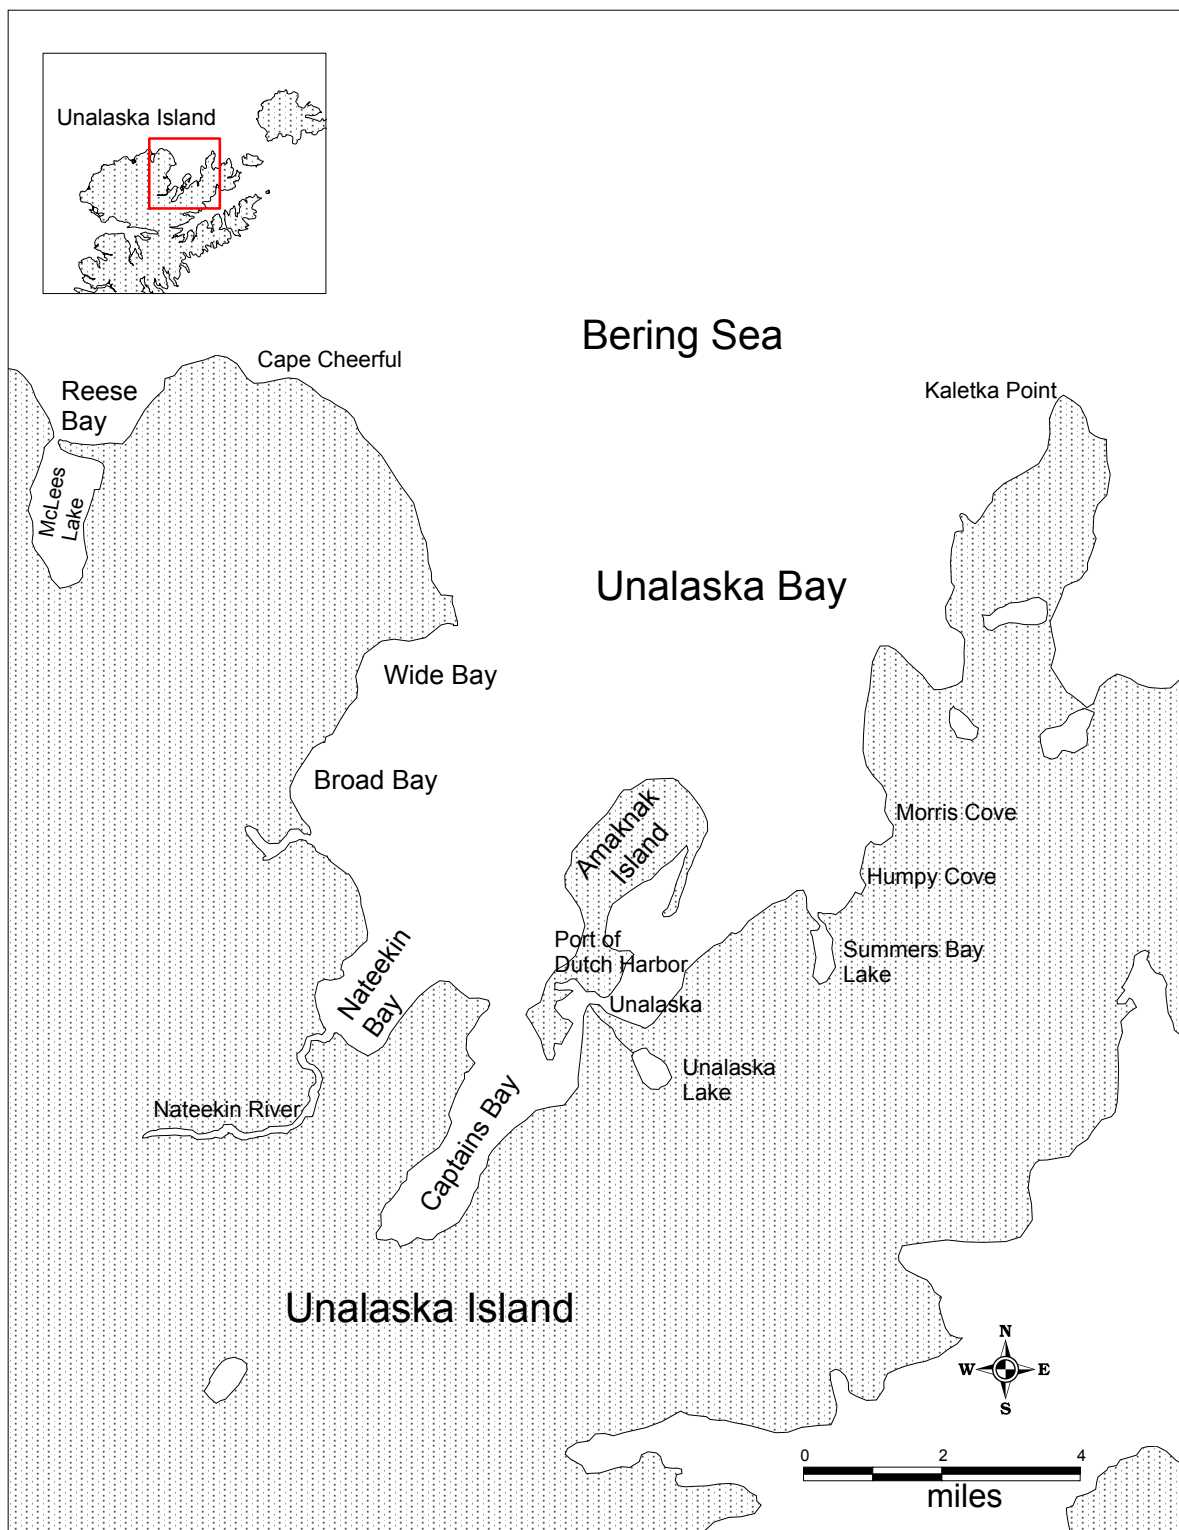 Unalaska Island
Bering Sea
Cape Cheerful
Kaletka Point
Reese
Bay
McLees
Lake
Unalaska Bay
Wide Bay
Broad Bay
Amaknak
Island
Morris Cove
Humpy Cove
Port of
Dutch Harbor
Summers Bay
Lake
Nateekin
Bay
Unalaska
Unalaska
Lake
Nateekin River
Captains Bay
Unalaska Island
N
W E
S
0 2 4
miles